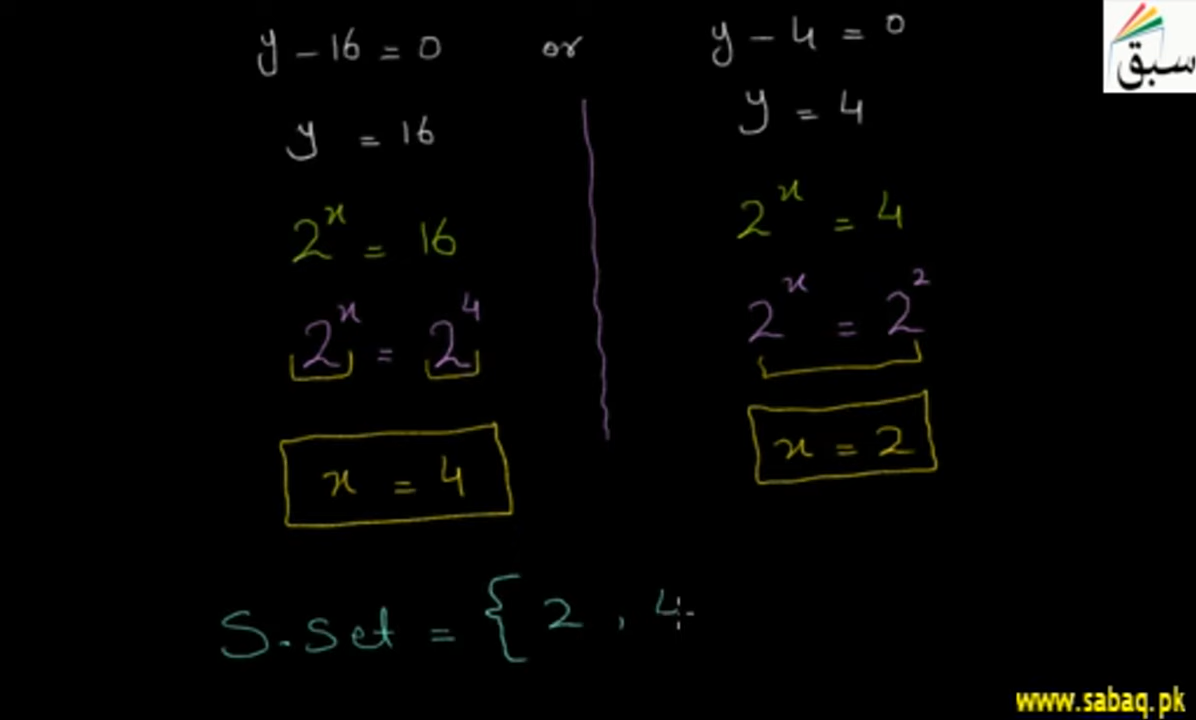 y - 16 = 0 or y - 4 = 0
سبق
y = 16
y = 4
2^x = 16
2^x = 4
2^x = 2^4
2^x = 2^2
x = 4
x = 2
S.Set = { 2 , 4
www.sabaq.pk